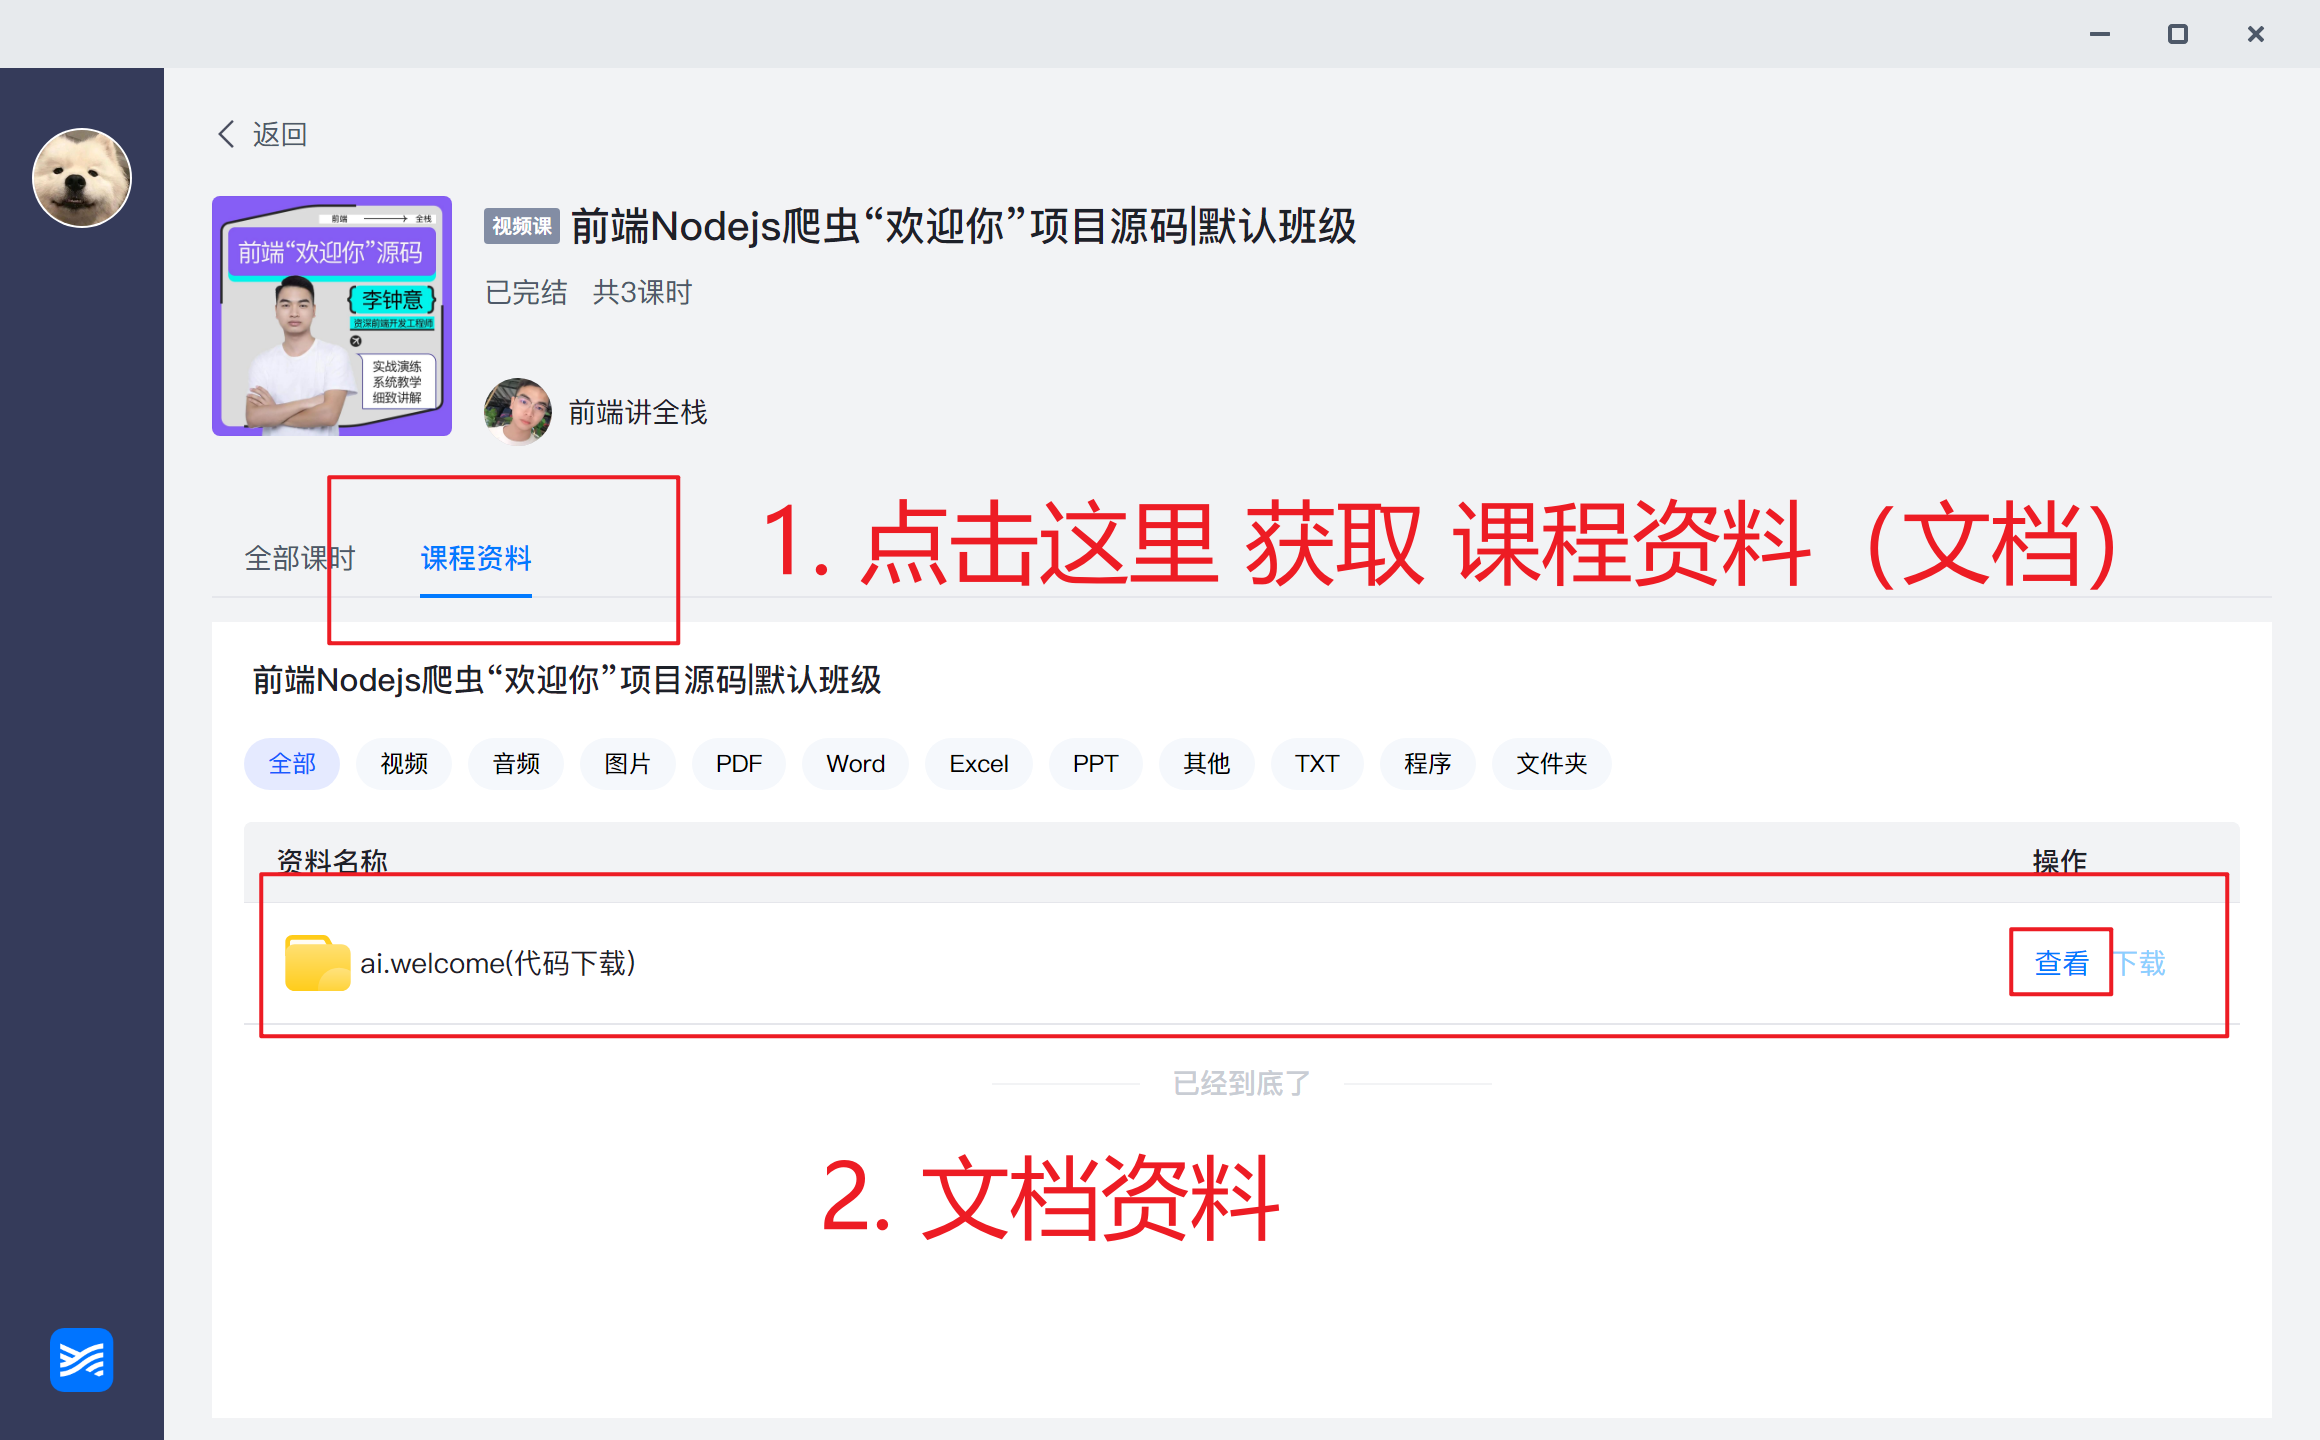 返回
前端 全栈
前端“欢迎你”源码
{李钟意}
资深前端开发工程师
实战演练
系统教学
细致讲解
视频课 前端Nodejs爬虫“欢迎你”项目源码|默认班级
已完结 共3课时
前端讲全栈
1. 点击这里 获取 课程资料（文档）
全部课时 课程资料
前端Nodejs爬虫“欢迎你”项目源码|默认班级
全部 视频 音频 图片 PDF Word Excel PPT 其他 TXT 程序 文件夹
资料名称 操作
ai.welcome(代码下载) 查看 下载
已经到底了
2. 文档资料